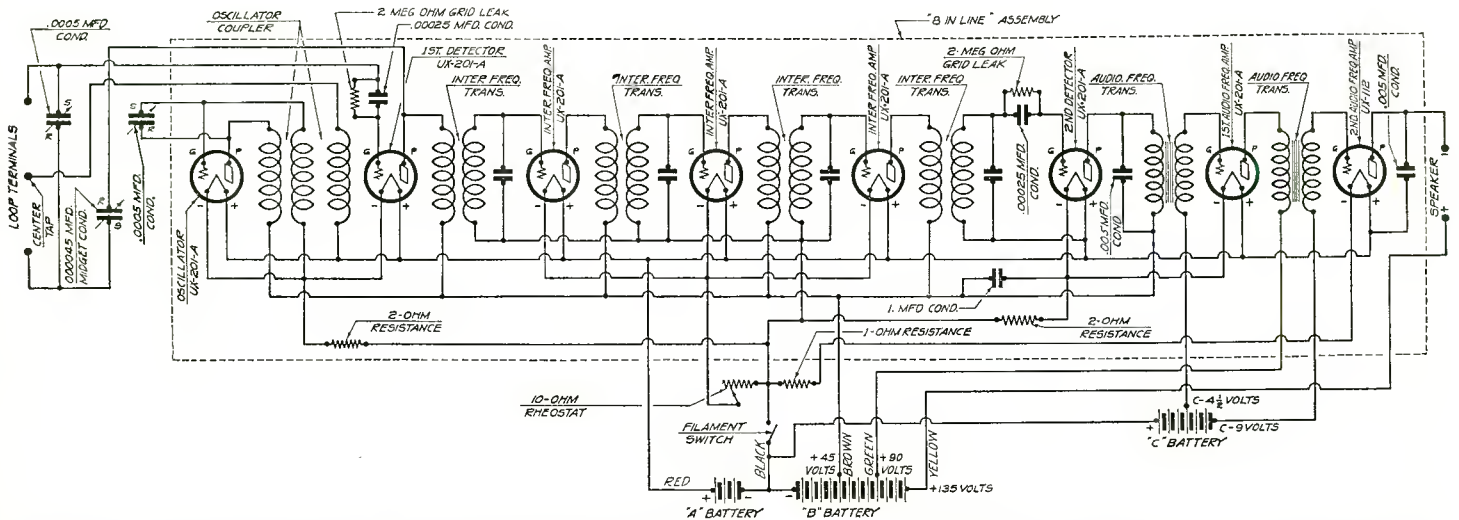 .0005 MFD
COND.
OSCILLATOR
COUPLER
2 MEG OHM GRID LEAK
.00025 MFD. COND.
1ST. DETECTOR
UX-201-A
"8 IN LINE" ASSEMBLY
INTER FREQ.
TRANS.
INTER FREQ. AMP
UX-201-A
INTER. FREQ
TRANS.
INTER FREQ. AMP
UX-201-A
INTER. FREQ.
TRANS.
INTER FREQ. AMP
UX-201-A
INTER FREQ
TRANS.
2. MEG OHM
GRID LEAK
2ND DETECTOR
UX-201-A
AUDIO. FREQ.
TRANS.
1ST. AUDIO FREQ. AMP
UX-201-A
AUDIO FREQ
TRANS.
2ND. AUDIO FREQ. AMP
UX-112
.005 MFD.
COND.
S
R
S
R
R
S
G P
G P
G P
G P
G P
G P
G P
G P
- +
- +
- +
- +
- +
- +
- +
- +
LOOP TERMINALS
CENTER
TAP
.000045 MFD.
MIDGET COND.
.0005 MFD.
COND.
OSCILLATOR
UX-201-A
.00025 MFD.
COND.
.005 MFD.
COND
SPEAKER
-
+
1. MFD COND.
2-OHM
RESISTANCE
1-OHM RESISTANCE
2-OHM
RESISTANCE
10-OHM
RHEOSTAT
FILAMENT
SWITCH
BLACK
+45
VOLTS
BROWN
GREEN
+90
VOLTS
YELLOW
C-4½ VOLTS
+
C-9 VOLTS
"C" BATTERY
RED
+ -
"A" BATTERY
-
+135 VOLTS
"B" BATTERY